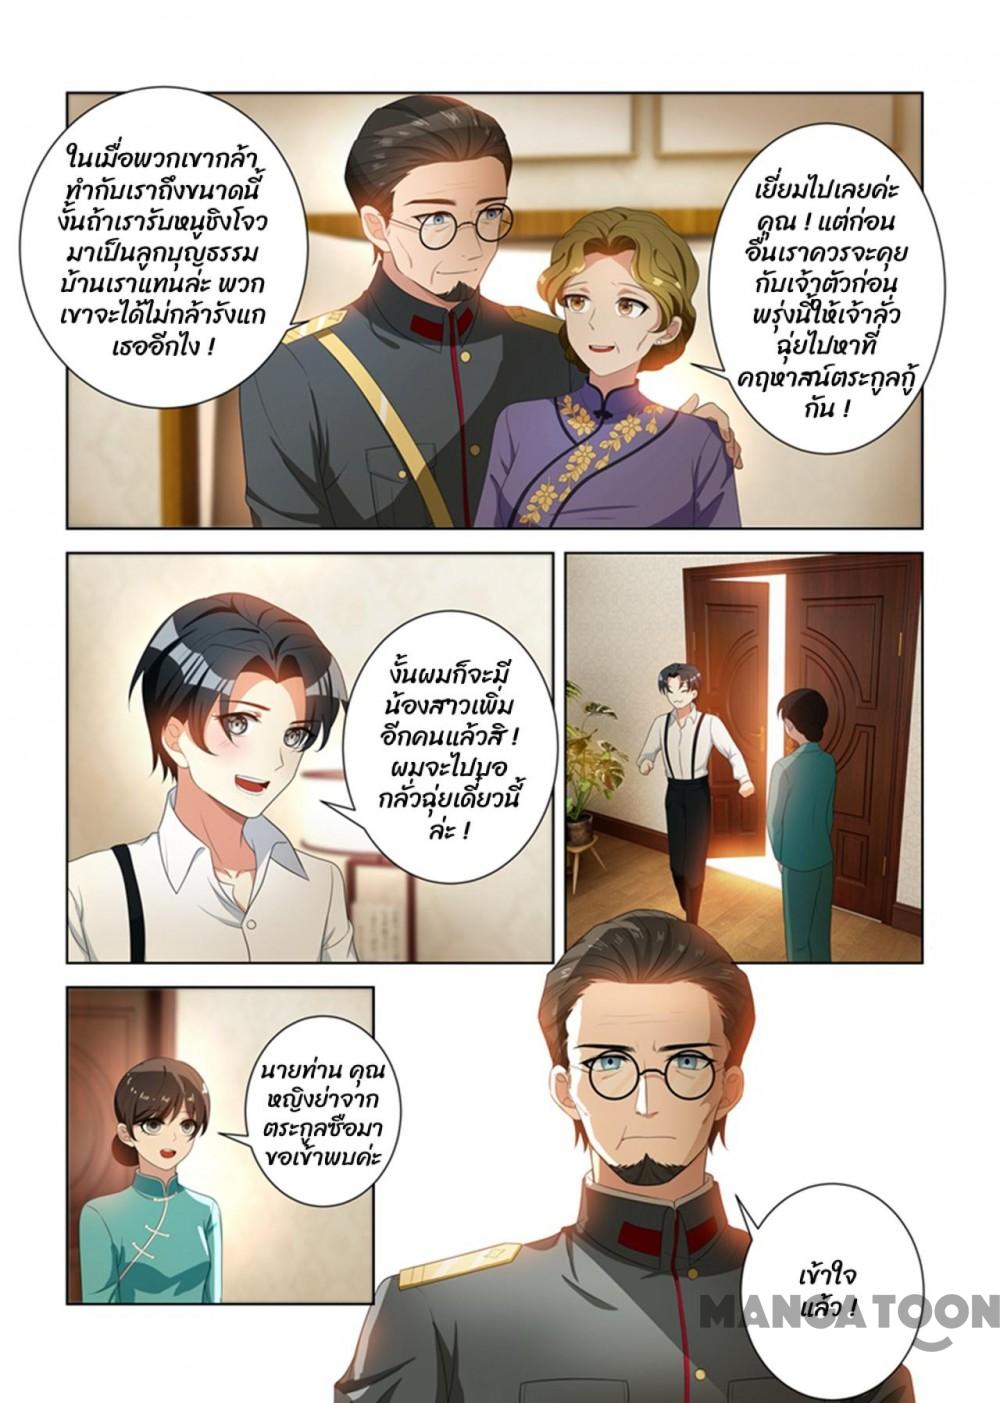 ในเมื่อพวกเขากล้า
ทำกับเราถึงขนาดนี้
งั้นถ้าเรารับหนูชิงโจว
มาเป็นลูกบุญธรรม
บ้านเราแทนล่ะ พวก
เขาจะได้ไม่กล้ารังแก
เธออีกไง !
เยี่ยมไปเลยค่ะ
คุณ ! แต่ก่อน
อื่นเราควรจะคุย
กับเจ้าตัวก่อน
พรุ่งนี้ให้เจ้าลั่ว
ฉุ่ยไปหาที่
คฤหาสน์ตระกูลกู้
กัน !
งั้นผมก็จะมี
น้องสาวเพิ่ม
อีกคนแล้วสิ !
ผมจะไปบอ
กลั่วฉุ่ยเดี๋ยวนี้
ล่ะ !
นายท่าน คุณ
หญิงย่าจาก
ตระกูลซือมา
ขอเข้าพบค่ะ
เข้าใจ
แล้ว !
MANGATOON